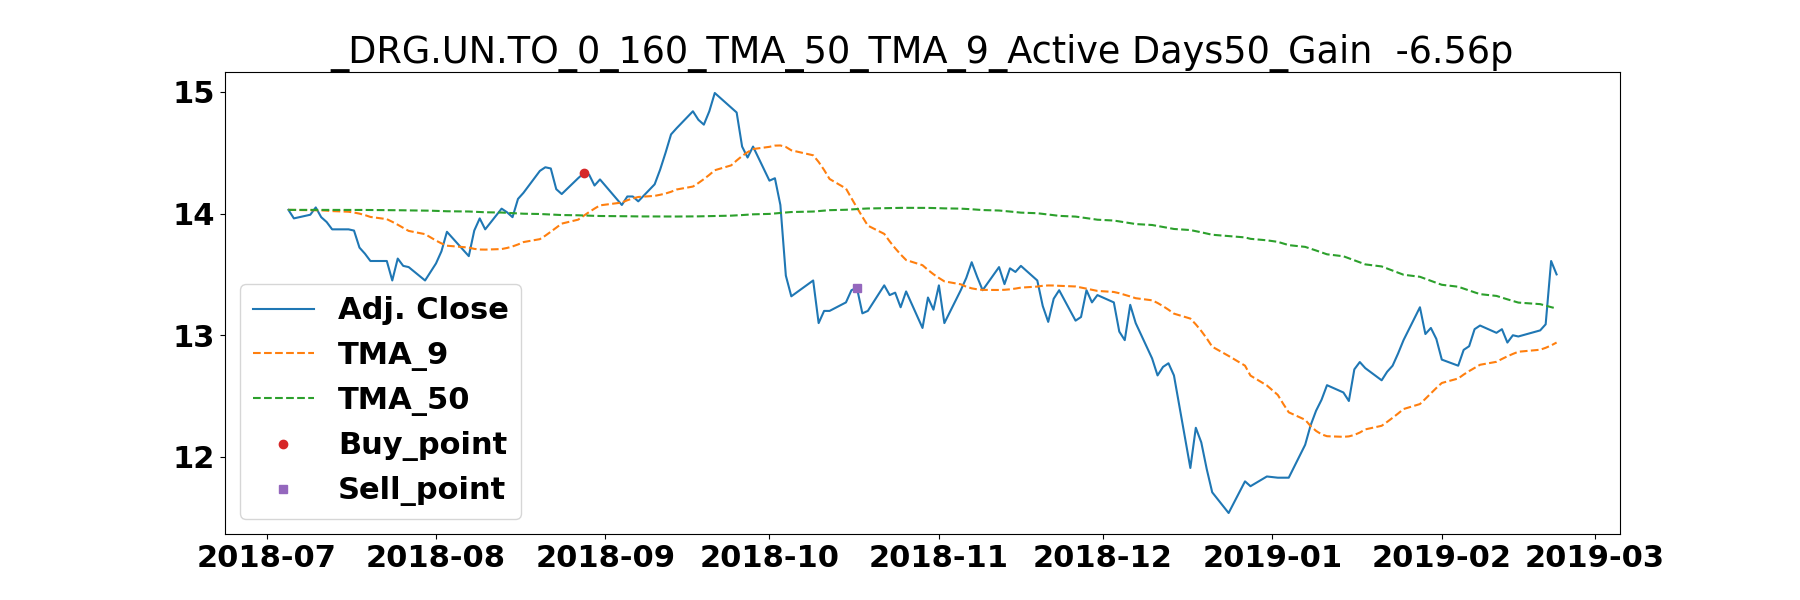 _DRG.UN.TO_0_160_TMA_50_TMA_9_Active Days50_Gain  -6.56p
15
14
13
12
Adj. Close
TMA_9
TMA_50
Buy_point
Sell_point
2018-07 2018-08 2018-09 2018-10 2018-11 2018-12 2019-01 2019-02 2019-03